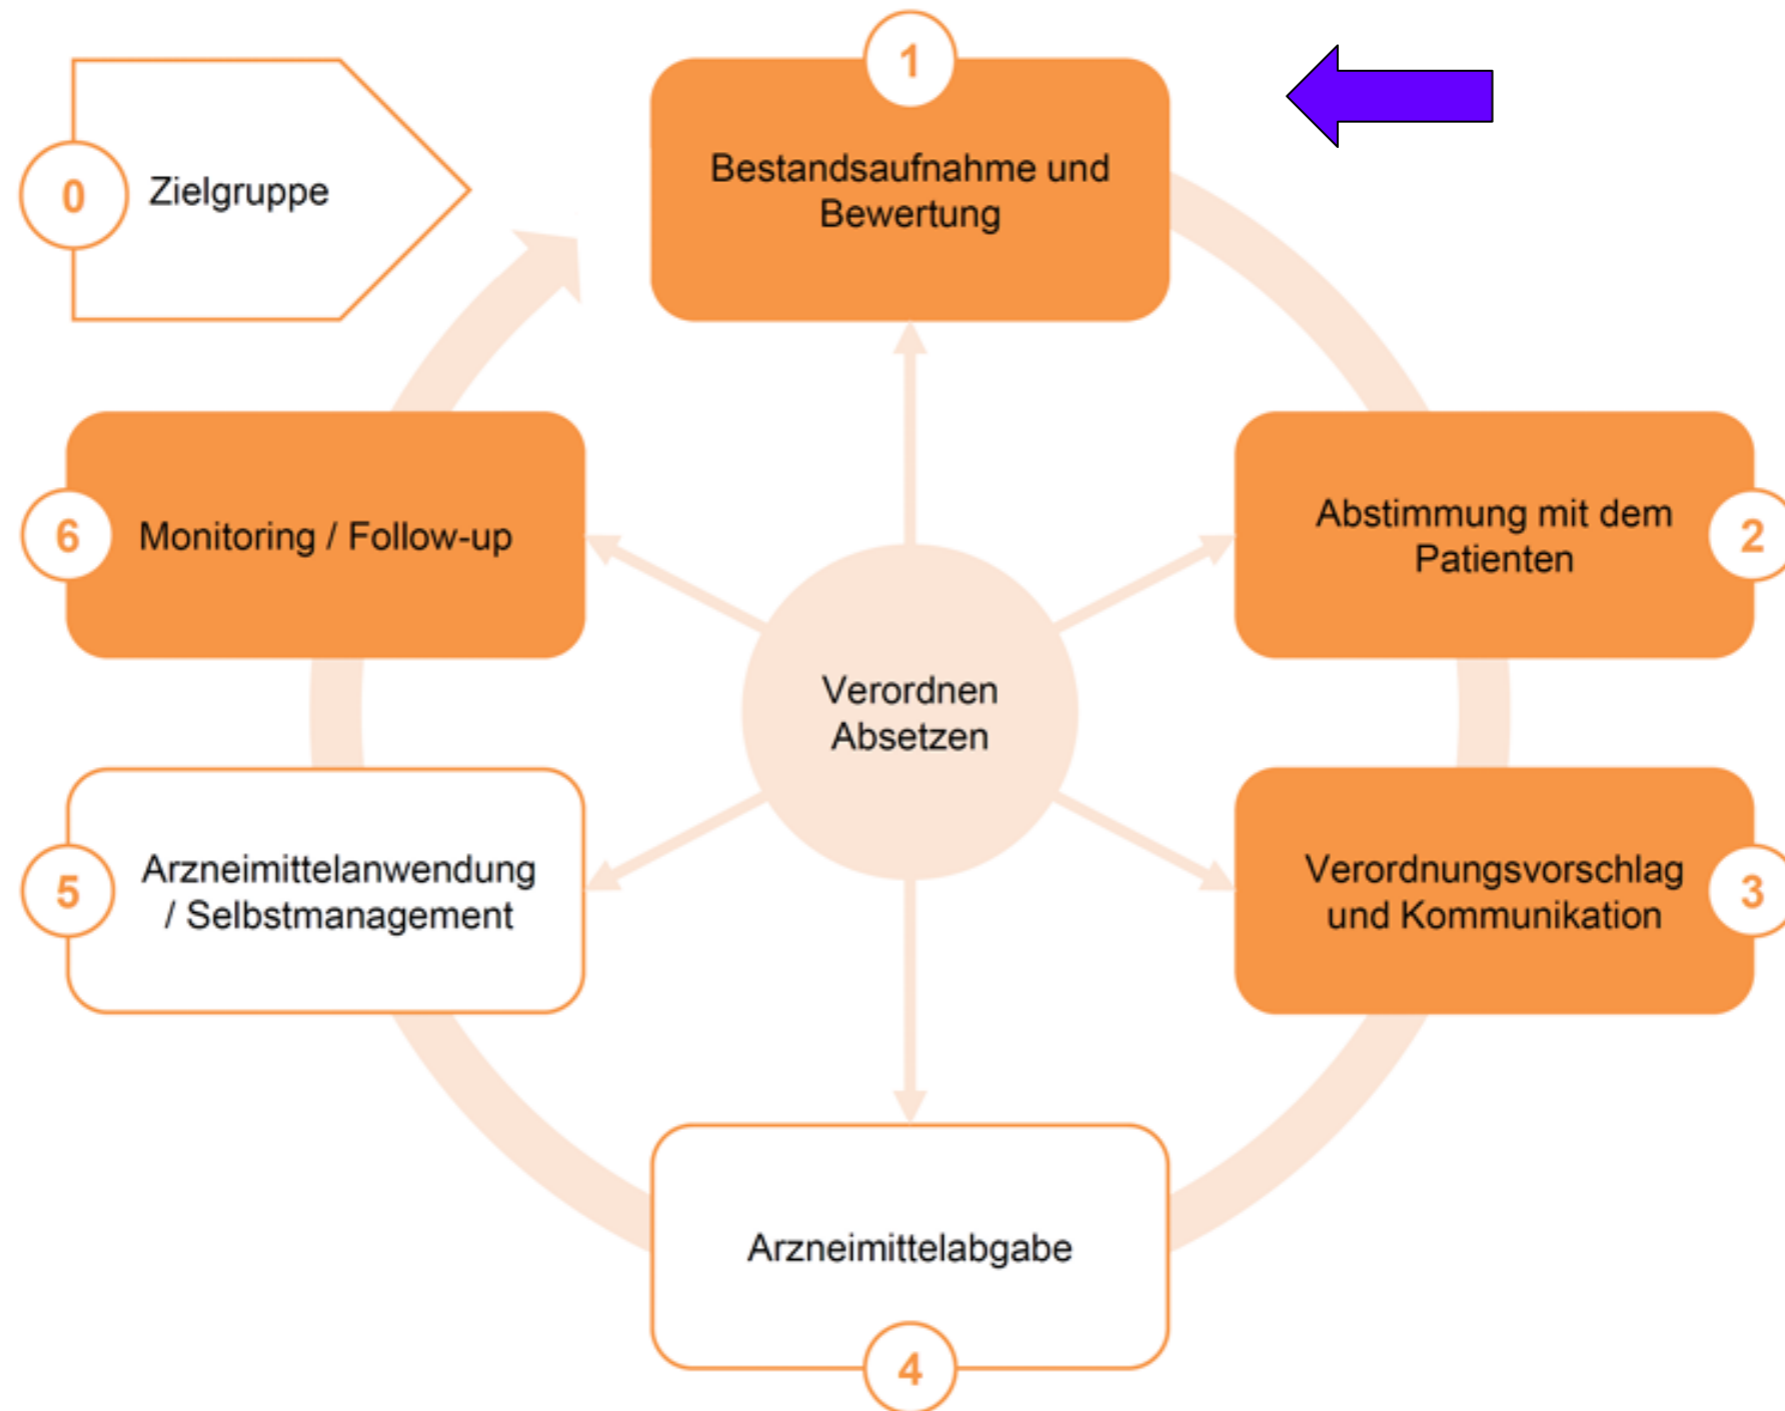 0
Zielgruppe
1
Bestandsaufnahme und
Bewertung
2
Abstimmung mit dem
Patienten
3
Verordnungsvorschlag
und Kommunikation
4
Arzneimittelabgabe
5
Arzneimittelanwendung
/ Selbstmanagement
6
Monitoring / Follow-up
Verordnen
Absetzen